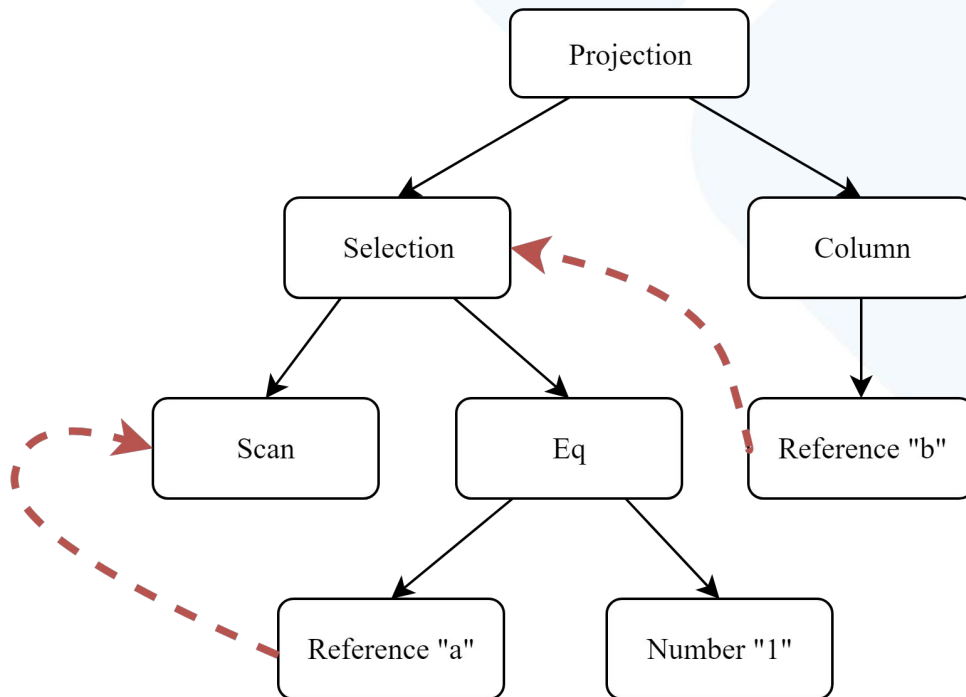 Projection
Selection
Column
Scan
Eq
Reference "b"
Reference "a"
Number "1"